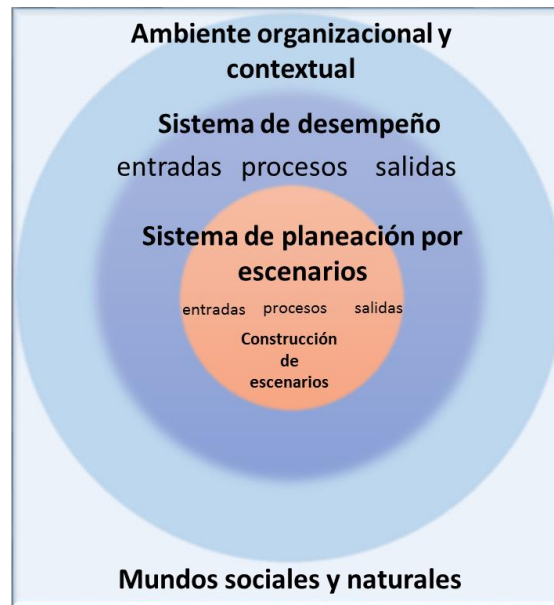 Ambiente organizacional y
contextual
Sistema de desempeño
entradas procesos salidas
Sistema de planeación por
escenarios
entradas procesos salidas
Construcción
de
escenarios
Mundos sociales y naturales